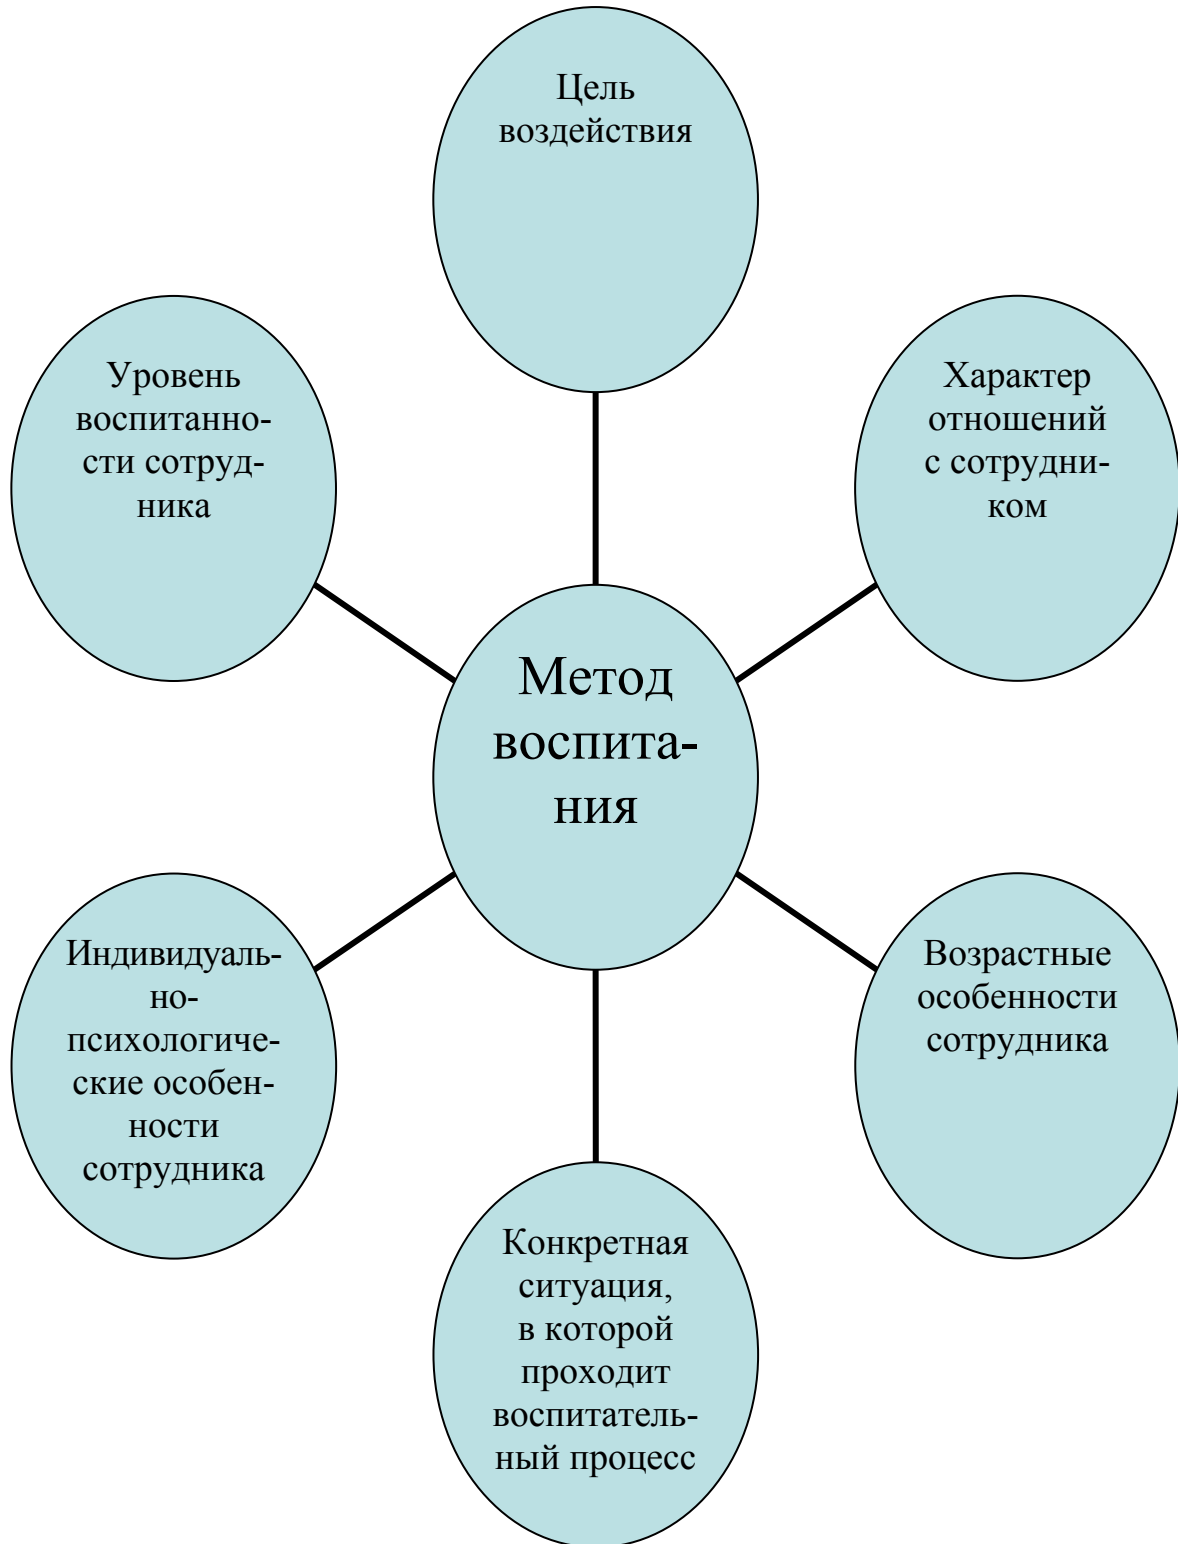 Цель
воздействия
Уровень
воспитанно-
сти сотруд-
ника
Характер
отношений
с сотрудни-
ком
Метод
воспита-
ния
Индивидуаль-
но-
психологиче-
ские особен-
ности
сотрудника
Возрастные
особенности
сотрудника
Конкретная
ситуация,
в которой
проходит
воспитатель-
ный процесс